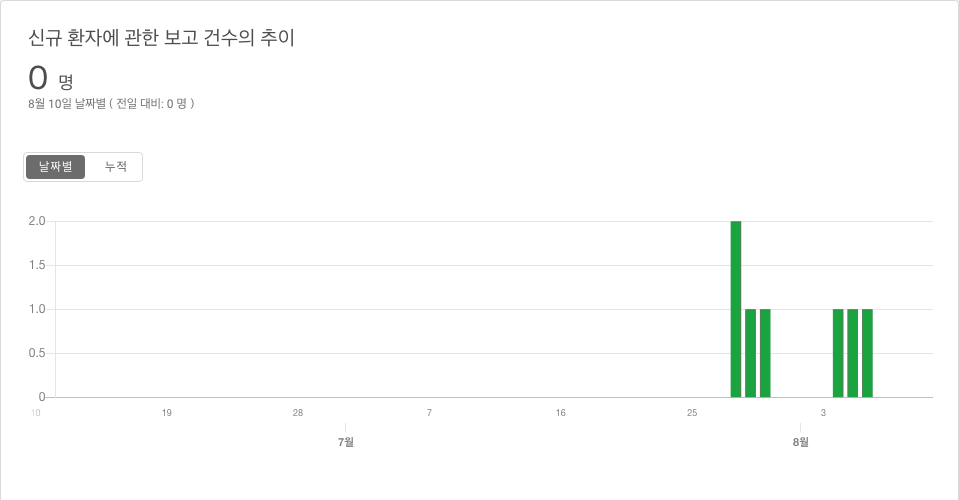 신규 환자에 관한 보고 건수의 추이
0 명
8월 10일 날짜별 ( 전일 대비: 0 명 )
날짜별 누적
2.0
1.5
1.0
0.5
0
10 19 28 7 16 25 3
7월 8월